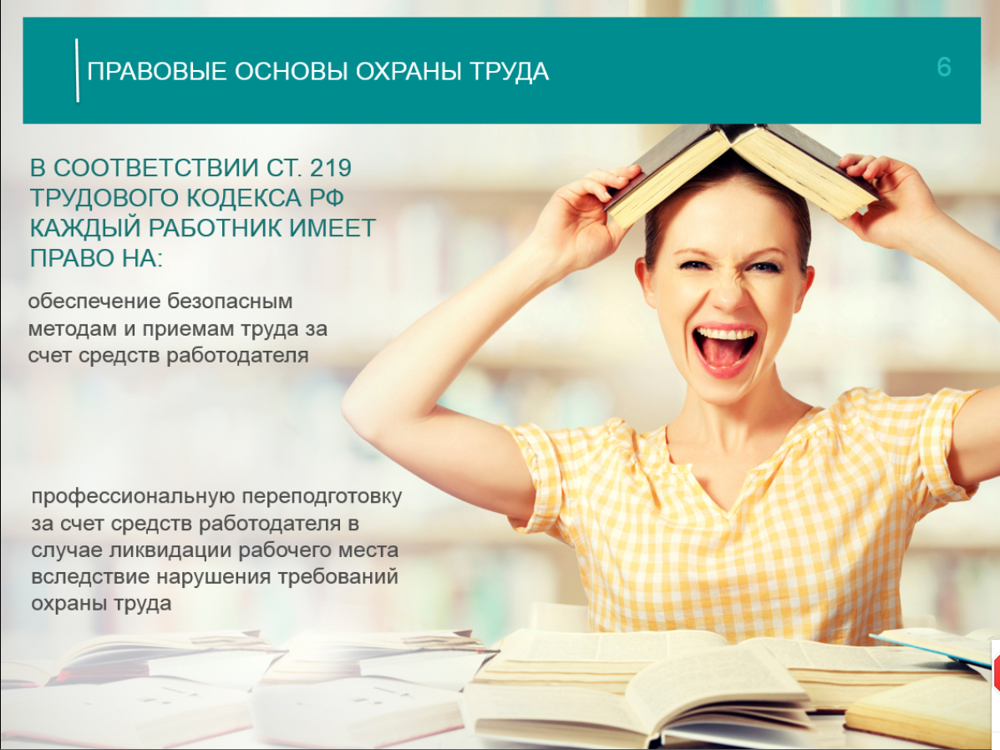 ПРАВОВЫЕ ОСНОВЫ ОХРАНЫ ТРУДА
6
В СООТВЕТСТВИИ СТ. 219
ТРУДОВОГО КОДЕКСА РФ
КАЖДЫЙ РАБОТНИК ИМЕЕТ
ПРАВО НА:
обеспечение безопасным
методам и приемам труда за
счет средств работодателя
профессиональную переподготовку
за счет средств работодателя в
случае ликвидации рабочего места
вследствие нарушения требований
охраны труда